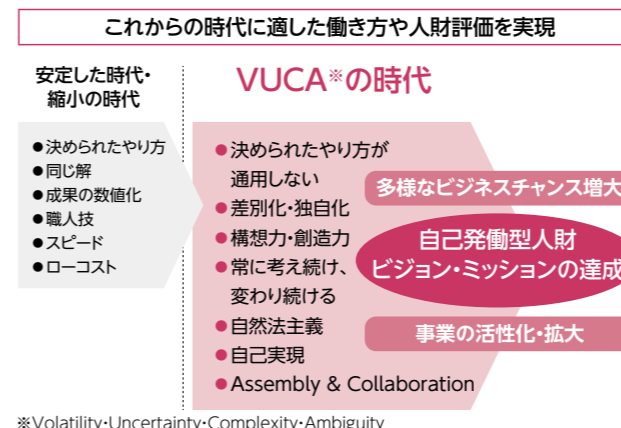 これからの時代に適した働き方や人財評価を実現
安定した時代・
縮小の時代
●決められたやり方
●同じ解
●成果の数値化
●職人技
●スピード
●ローコスト
VUCA※の時代
●決められたやり方が
通用しない
●差別化・独自化
●構想力・創造力
●常に考え続け、
変わり続ける
●自然法主義
●自己実現
●Assembly & Collaboration
多様なビジネスチャンス増大
自己発働型人財
ビジョン・ミッションの達成
事業の活性化・拡大
※Volatility・Uncertainty・Complexity・Ambiguity